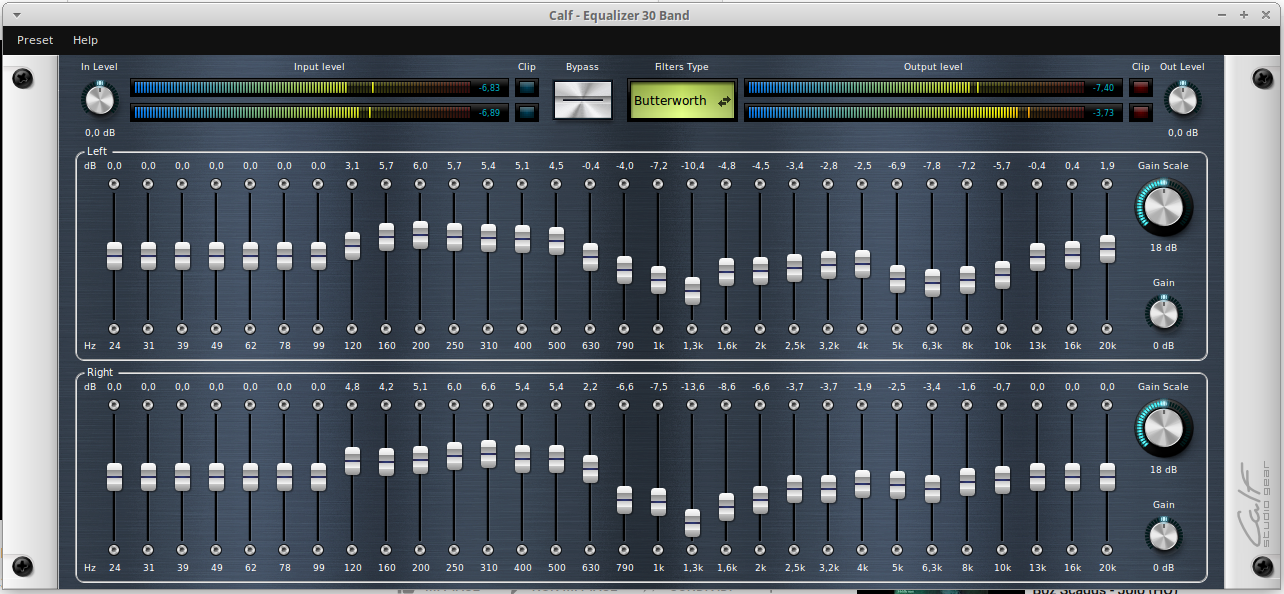 Calf - Equalizer 30 Band
Preset Help
In Level Input level Clip Bypass Filters Type Output level Clip Out Level
-6,83 -7,40
Butterworth
-6,89 -3,73
0,0 dB 0,0 dB
Left
dB 0,0 0,0 0,0 0,0 0,0 0,0 0,0 3,1 5,7 6,0 5,7 5,4 5,1 4,5 -0,4 -4,0 -7,2 -10,4 -4,8 -4,5 -3,4 -2,8 -2,5 -6,9 -7,8 -7,2 -5,7 -0,4 0,4 1,9 Gain Scale
18 dB
Gain
Hz 24 31 39 49 62 78 99 120 160 200 250 310 400 500 630 790 1k 1,3k 1,6k 2k 2,5k 3,2k 4k 5k 6,3k 8k 10k 13k 16k 20k 0 dB
Right
dB 0,0 0,0 0,0 0,0 0,0 0,0 0,0 4,8 4,2 5,1 6,0 6,6 5,4 5,4 2,2 -6,6 -7,5 -13,6 -8,6 -6,6 -3,7 -3,7 -1,9 -2,5 -3,4 -1,6 -0,7 0,0 0,0 0,0 Gain Scale
18 dB
Gain
Hz 24 31 39 49 62 78 99 120 160 200 250 310 400 500 630 790 1k 1,3k 1,6k 2k 2,5k 3,2k 4k 5k 6,3k 8k 10k 13k 16k 20k 0 dB
Calf
studio gear